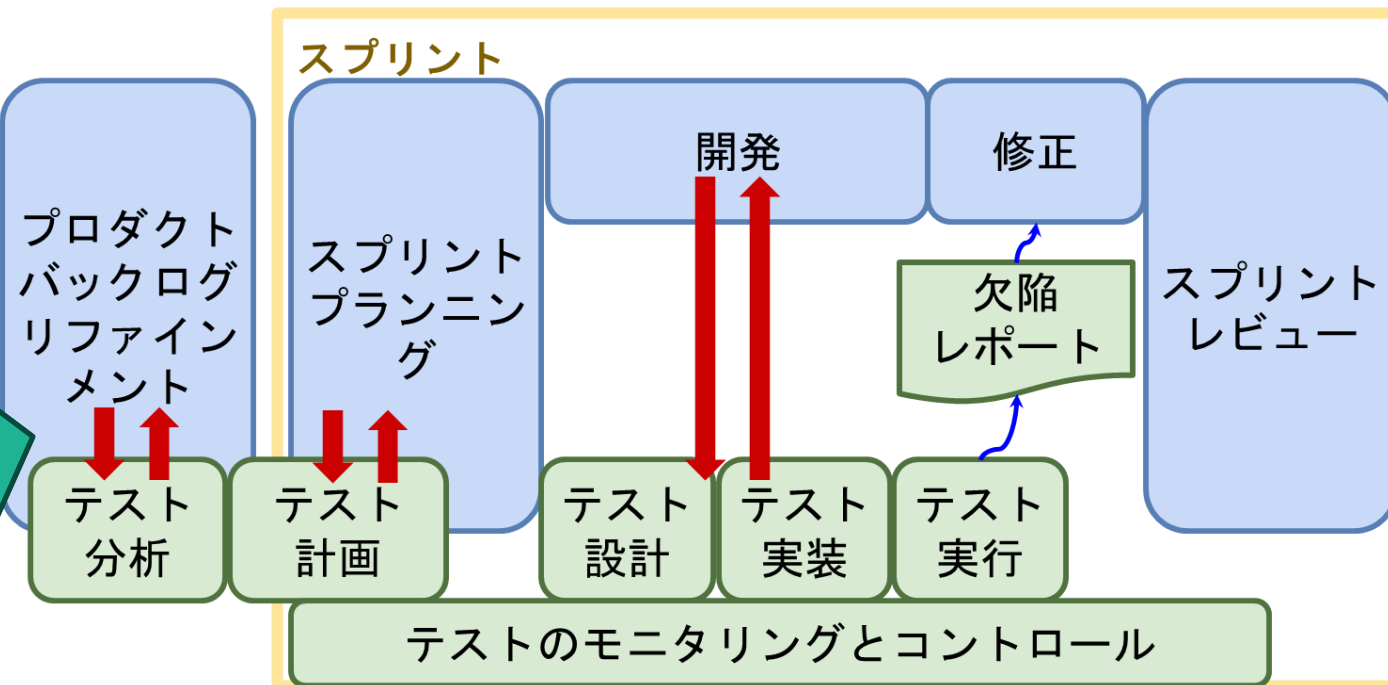 スプリント
プロダクト
バックログ
リファイン
メント
スプリント
プランニン
グ
開発
修正
欠陥
レポート
スプリント
レビュー
テスト
分析
テスト
計画
テスト
設計
テスト
実装
テスト
実行
テストのモニタリングとコントロール